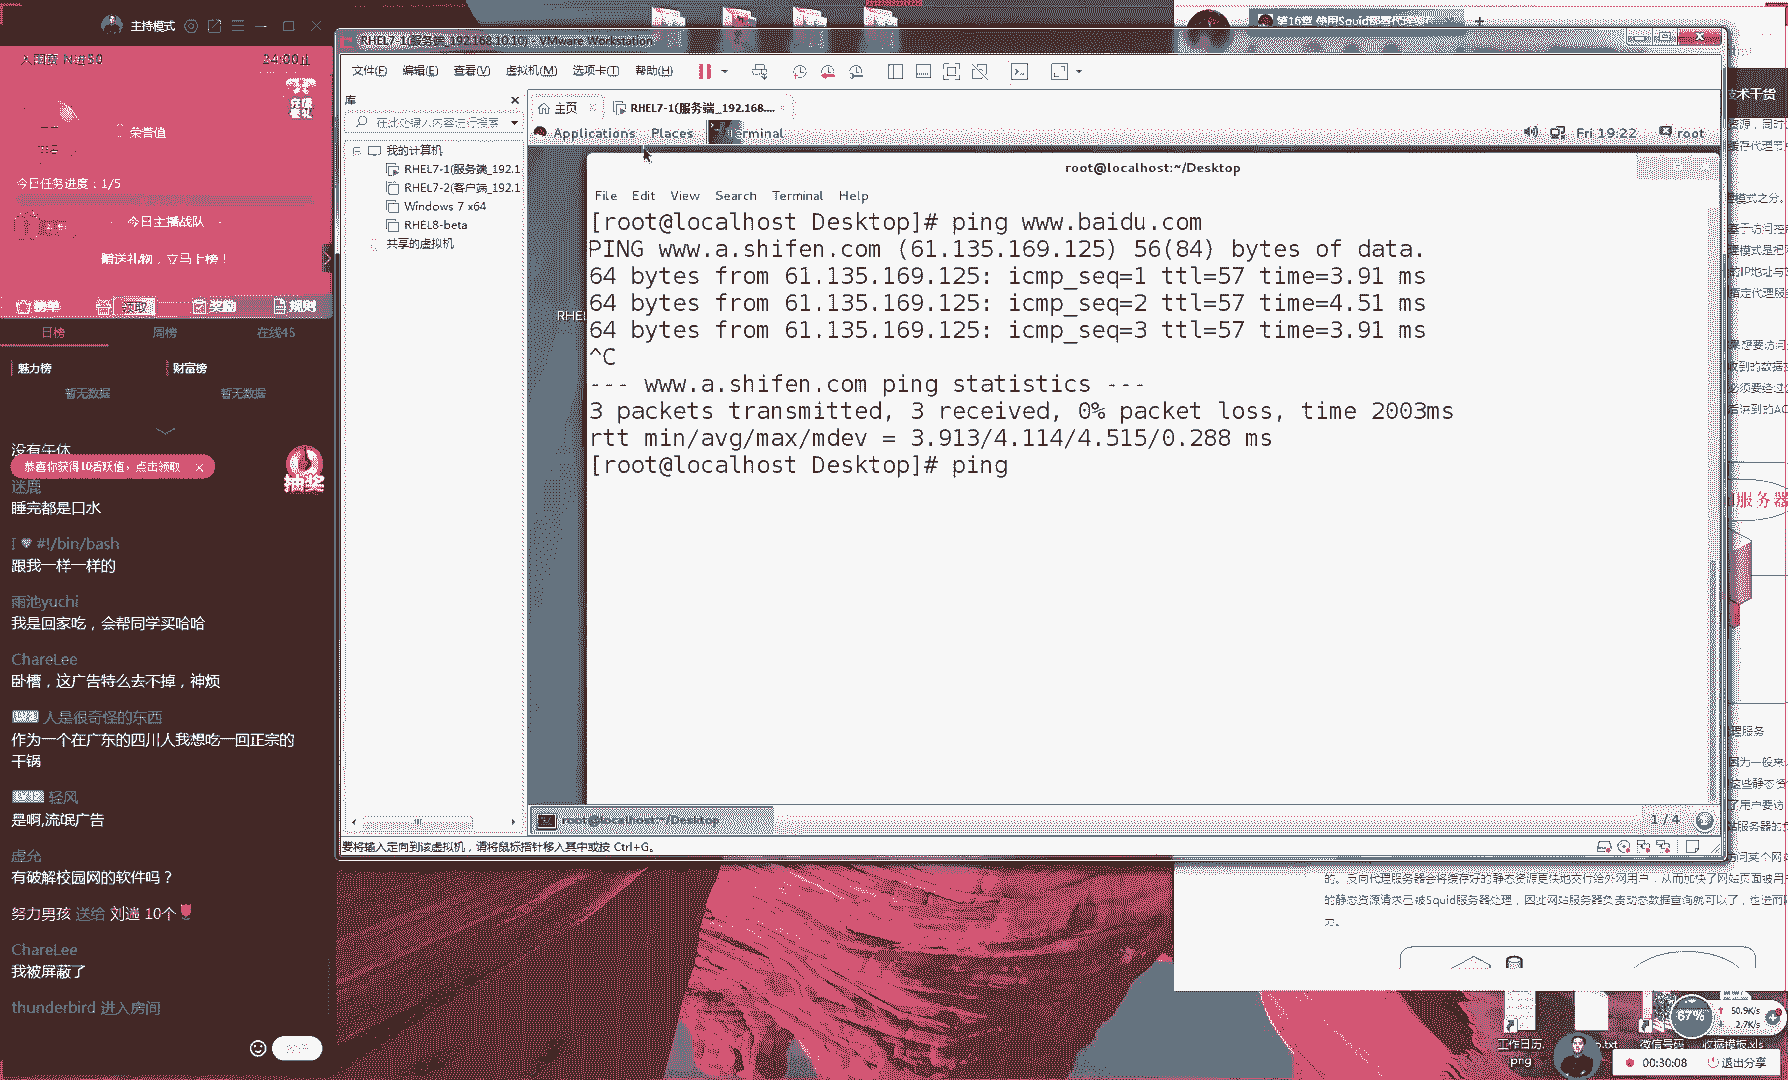 主持模式
24:00止
荣誉值
今日任务进度：1/5
今日主播战队
赠送礼物，立马上榜！
榜单
领取
奖励
规则
日榜
周榜
在线45
魅力榜
财富榜
暂无数据
暂无数据
没有午休
恭喜你获得10活跃值，点击领取
抽奖
迷鹿
睡完都是口水
#!/bin/bash
跟我一样一样的
雨池yuchi
我是回家吃，会帮同学买哈哈
ChareLee
卧槽，这广告特么去不掉，神烦
人是很奇怪的东西
作为一个在广东的四川人我想吃一回正宗的
干锅
轻风
是啊,流氓广告
虚允
有破解校园网的软件吗？
努力男孩 送给 刘遄 10个
ChareLee
我被屏蔽了
thunderbird 进入房间
RHEL7-1(服务端_192.168.10.10) - VMware Workstation
文件(F) 编辑(E) 查看(V) 虚拟机(M) 选项卡(T) 帮助(H)
库
在此处键入内容进行搜索
我的计算机
RHEL7-1(服务端_192.1
RHEL7-2(客户端_192.1
Windows 7 x64
RHEL8-beta
共享的虚拟机
主页
RHEL7-1(服务端_192.168....
Applications Places Terminal
Fri 19:22
root
root@localhost:~/Desktop
File Edit View Search Terminal Help
[root@localhost Desktop]# ping www.baidu.com
PING www.a.shifen.com (61.135.169.125) 56(84) bytes of data.
64 bytes from 61.135.169.125: icmp_seq=1 ttl=57 time=3.91 ms
64 bytes from 61.135.169.125: icmp_seq=2 ttl=57 time=4.51 ms
64 bytes from 61.135.169.125: icmp_seq=3 ttl=57 time=3.91 ms
^C
--- www.a.shifen.com ping statistics ---
3 packets transmitted, 3 received, 0% packet loss, time 2003ms
rtt min/avg/max/mdev = 3.913/4.114/4.515/0.288 ms
[root@localhost Desktop]# ping
RHE
root@localhost:~/Desktop
1 / 4
要将输入定向到该虚拟机，请将鼠标指针移入其中或按 Ctrl+G。
第16章 使用Squid部署代理缓存
技术干货
模式之分。
服务器
理服务
的。反向代理服务器会将缓存好的静态资源更快地交付给外网用户，从而加快了网站页面被用户
的静态资源请求已被Squid服务器处理，因此网站服务器负责动态数据查询就可以了，也进而
力。
67%
50.9K/s
2.7K/s
工作日历.
png
o.txt
微信号码
收据模板.xls
00:30:08
退出分享